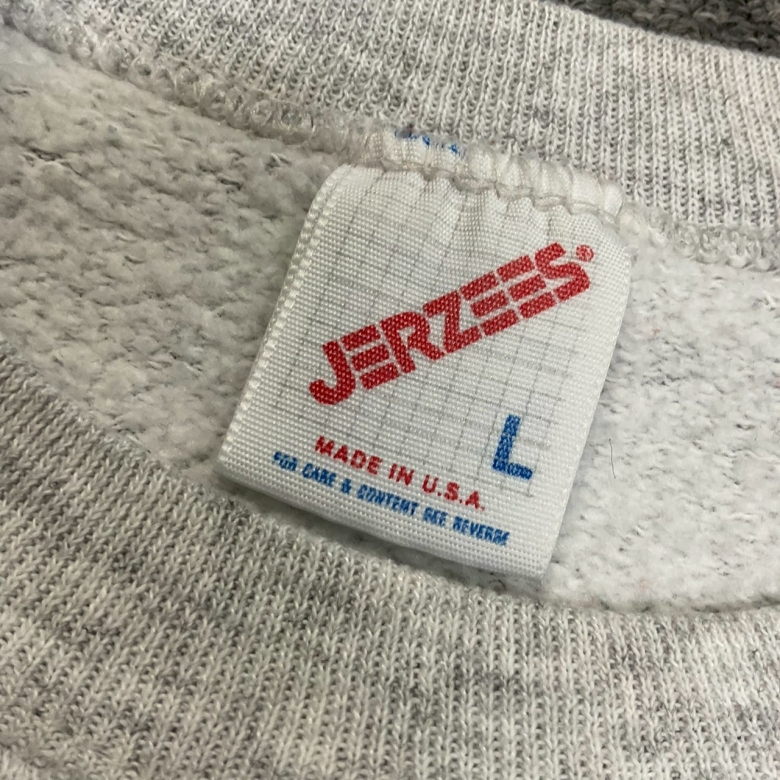 JERZEES®
L
MADE IN U.S.A.
FOR CARE & CONTENT SEE REVERSE